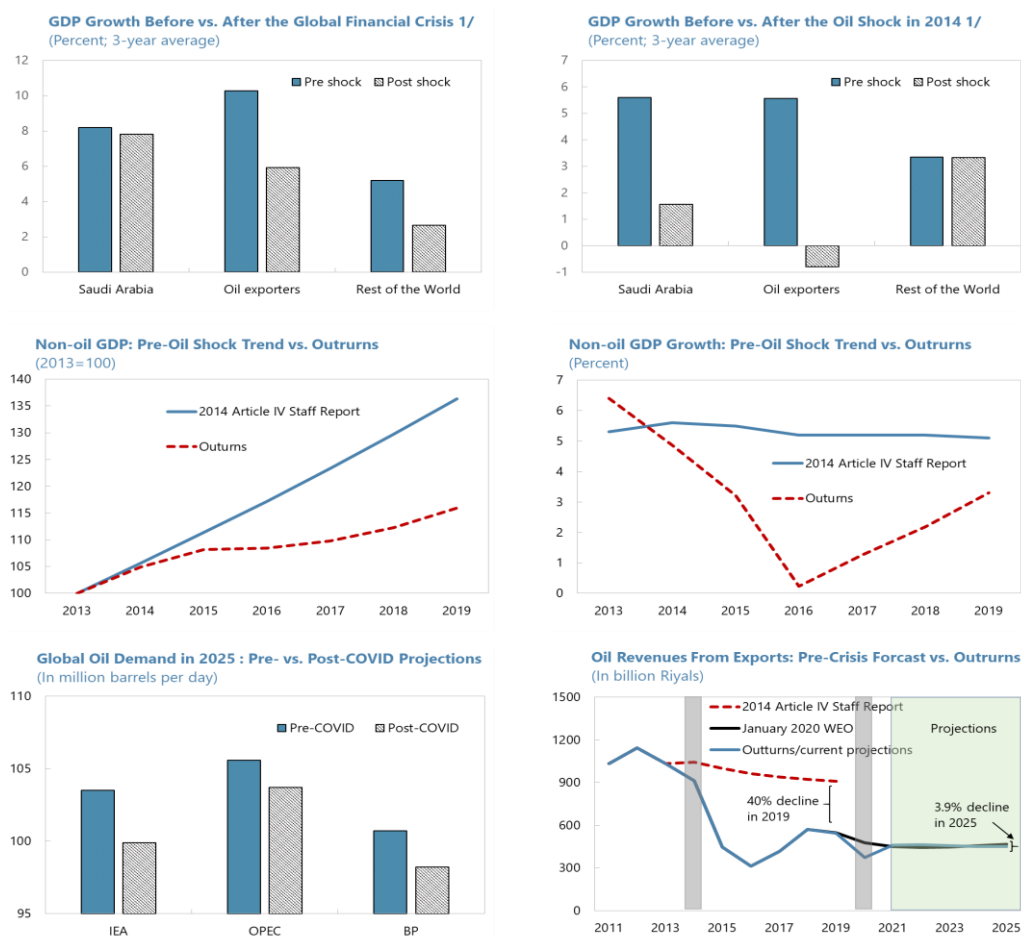 GDP Growth Before vs. After the Global Financial Crisis 1/
(Percent; 3-year average)
12
10
8
6
4
2
0
Pre shock
Post shock
Saudi Arabia
Oil exporters
Rest of the World
GDP Growth Before vs. After the Oil Shock in 2014 1/
(Percent; 3-year average)
7
6
5
4
3
2
1
0
-1
Pre shock
Post shock
Saudi Arabia
Oil exporters
Rest of the World
Non-oil GDP: Pre-Oil Shock Trend vs. Outrurns
(2013=100)
140
135
130
125
120
115
110
105
100
2014 Article IV Staff Report
Outurns
2013
2014
2015
2016
2017
2018
2019
Non-oil GDP Growth: Pre-Oil Shock Trend vs. Outrurns
(Percent)
7
6
5
4
3
2
1
0
2014 Article IV Staff Report
Outurns
2013
2014
2015
2016
2017
2018
2019
Global Oil Demand in 2025 : Pre- vs. Post-COVID Projections
(In million barrels per day)
110
105
100
95
Pre-COVID
Post-COVID
IEA
OPEC
BP
Oil Revenues From Exports: Pre-Crisis Forcast vs. Outrurns
(In billion Riyals)
1500
1200
900
600
300
0
2014 Article IV Staff Report
January 2020 WEO
Outturns/current projections
Projections
40% decline
in 2019
3.9% decline
in 2025
2011
2013
2015
2017
2019
2021
2023
2025